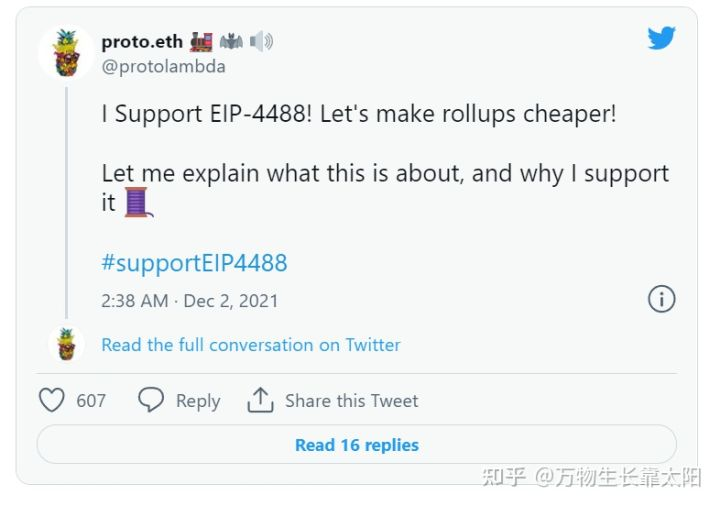 proto.eth 🚂 🦇 🔊
@protolambda
I Support EIP-4488! Let's make rollups cheaper!
Let me explain what this is about, and why I support
it 🧵
#supportEIP4488
2:38 AM · Dec 2, 2021
Read the full conversation on Twitter
607 Reply Share this Tweet
Read 16 replies
知乎 @万物生长靠太阳